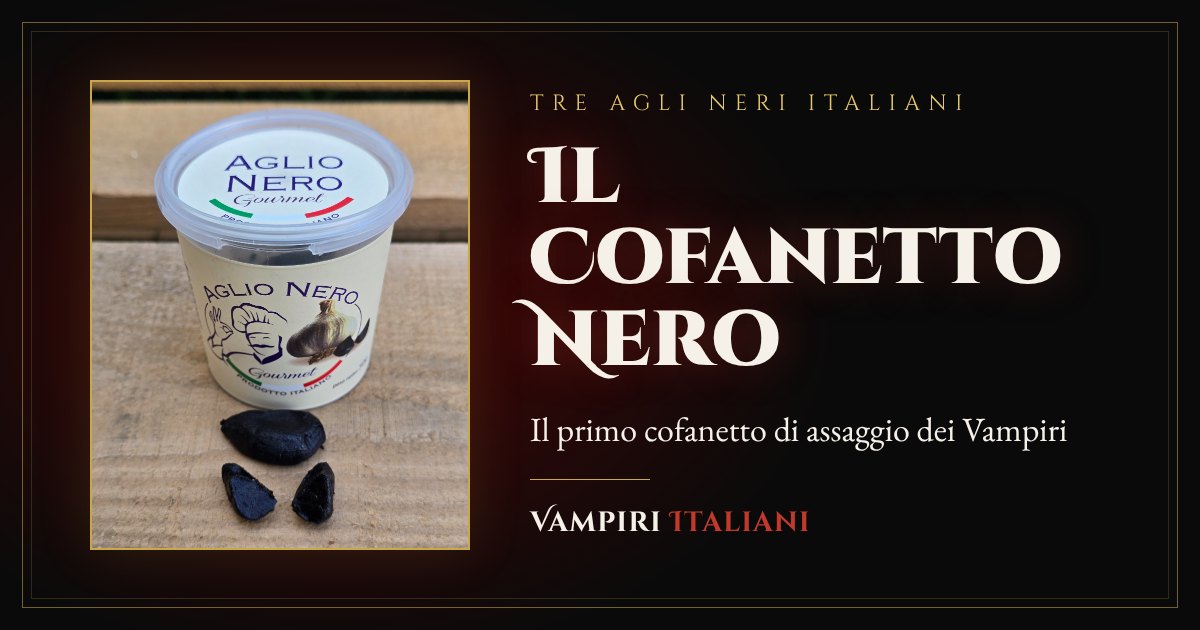 TRE AGLI NERI ITALIANI
IL
COFANETTO
NERO
Il primo cofanetto di assaggio dei Vampiri
VAMPIRI ITALIANI
AGLIO
NERO
Gourmet
AGLIO NERO
Gourmet
PRODOTTO ITALIANO